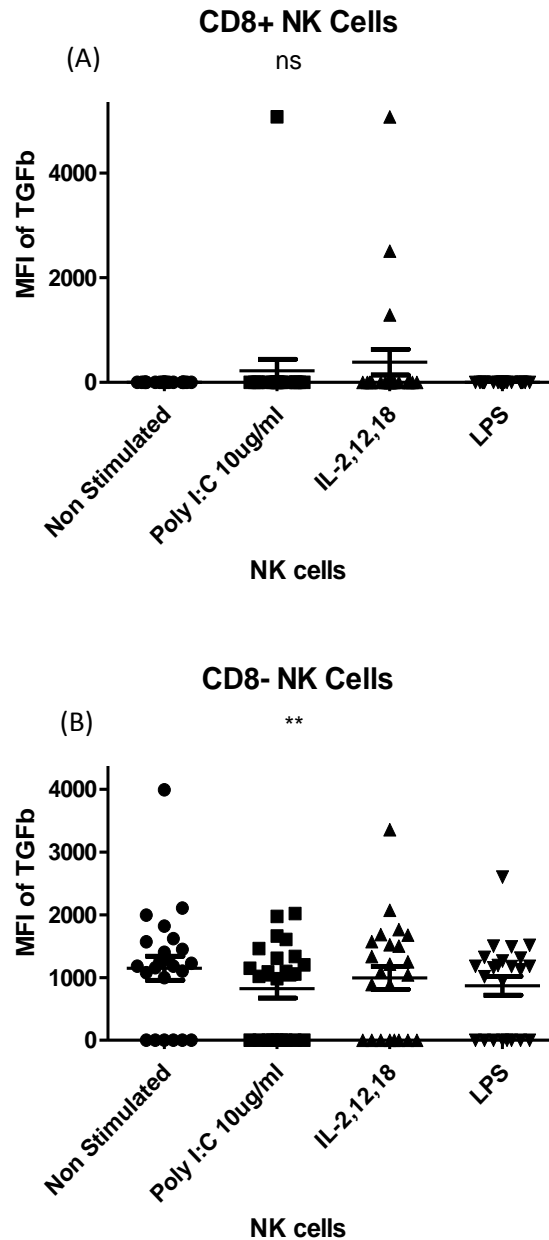 CD8+ NK Cells
(A)
ns
MFI of TGFb
4000
2000
0
Non Stimulated
Poly I:C 10ug/ml
IL-2,12,18
LPS
NK cells
CD8- NK Cells
(B)
**
MFI of TGFb
4000
3000
2000
1000
0
Non Stimulated
Poly I:C 10ug/ml
IL-2,12,18
LPS
NK cells